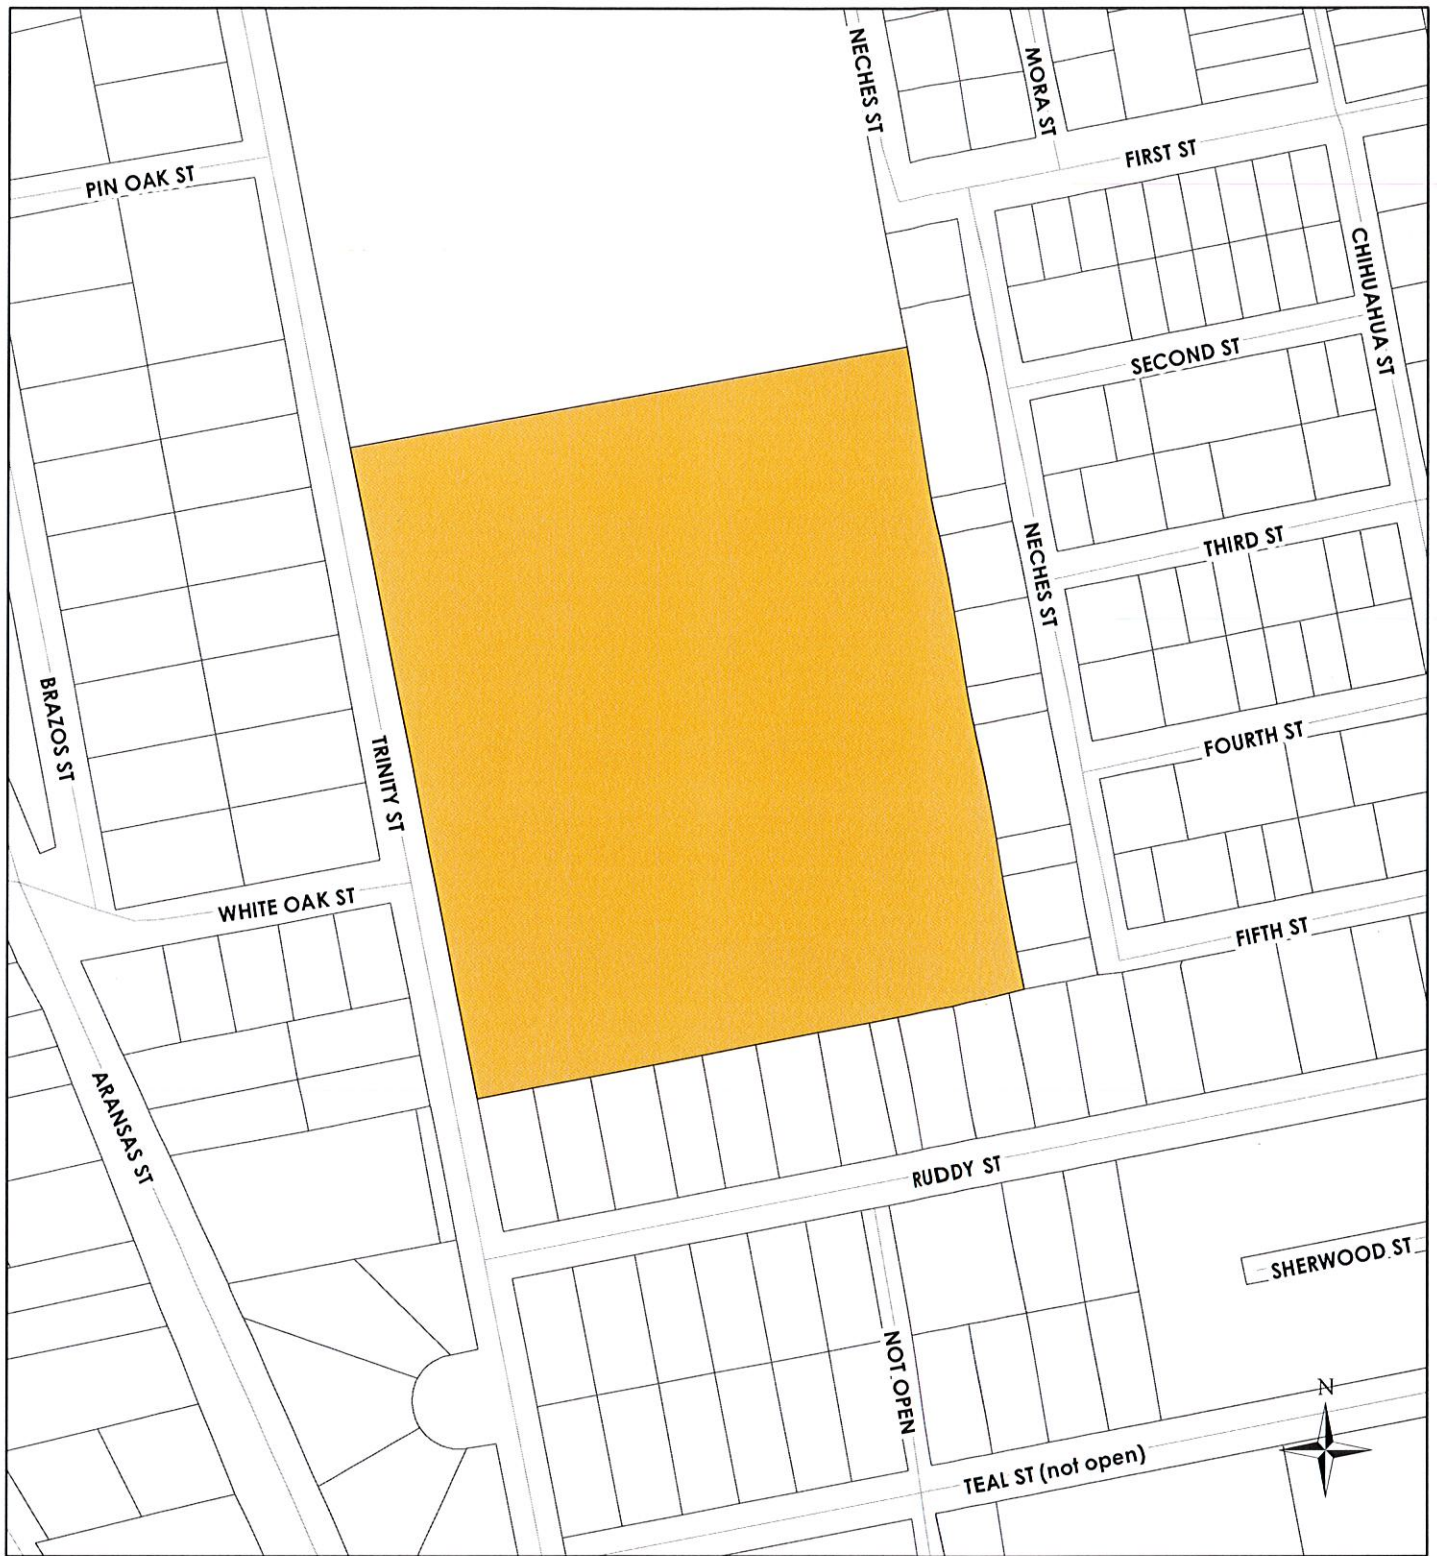 NECHES ST
MORA ST
FIRST ST
PIN OAK ST
CHIHUAHUA ST
SECOND ST
THIRD ST
NECHES ST
BRAZOS ST
TRINITY ST
FOURTH ST
WHITE OAK ST
FIFTH ST
ARANSAS ST
RUDDY ST
SHERWOOD ST
NOT OPEN
N
TEAL ST (not open)